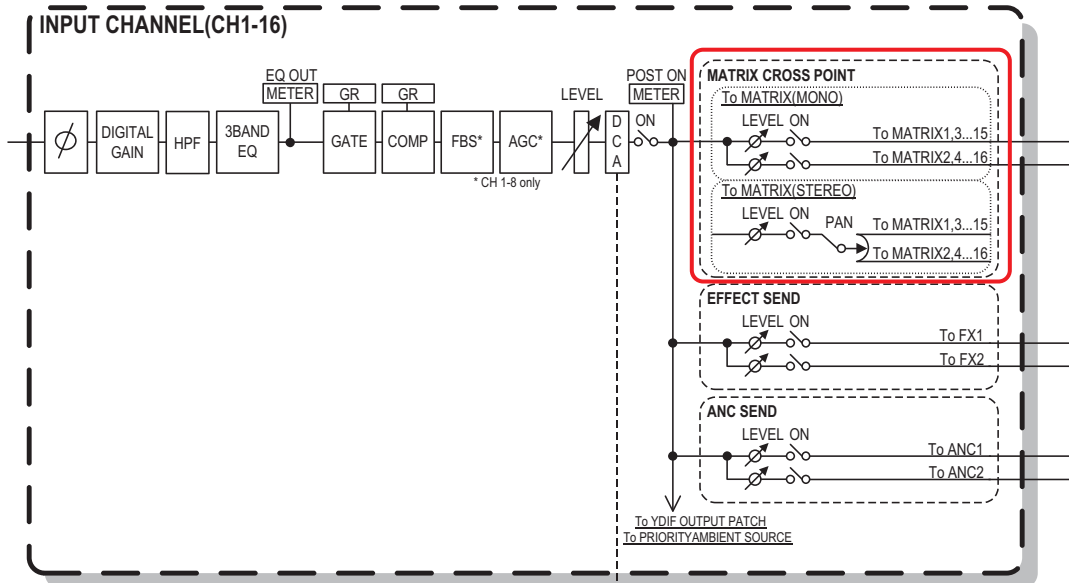 INPUT CHANNEL(CH1-16)
EQ OUT
METER
GR
GR
LEVEL
POST ON
METER
ø
DIGITAL
GAIN
HPF
3BAND
EQ
GATE
COMP
FBS*
AGC*
* CH 1-8 only
D
C
A
ON
MATRIX CROSS POINT
To MATRIX(MONO)
LEVEL ON
To MATRIX1,3...15
To MATRIX2,4...16
To MATRIX(STEREO)
LEVEL ON
PAN
To MATRIX1,3...15
To MATRIX2,4...16
EFFECT SEND
LEVEL ON
To FX1
To FX2
ANC SEND
LEVEL ON
To ANC1
To ANC2
To YDIF OUTPUT PATCH
To PRIORITYAMBIENT SOURCE